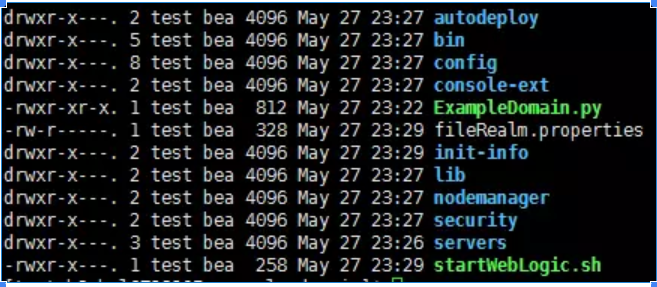 drwxr-x---. 2 test bea 4096 May 27 23:27 autodeploy
drwxr-x---. 5 test bea 4096 May 27 23:27 bin
drwxr-x---. 8 test bea 4096 May 27 23:27 config
drwxr-x---. 2 test bea 4096 May 27 23:27 console-ext
-rwxr-xr-x. 1 test bea 812 May 27 23:22 ExampleDomain.py
-rw-r-----. 1 test bea 328 May 27 23:29 fileRealm.properties
drwxr-x---. 2 test bea 4096 May 27 23:29 init-info
drwxr-x---. 2 test bea 4096 May 27 23:29 lib
drwxr-x---. 2 test bea 4096 May 27 23:27 nodemanager
drwxr-x---. 2 test bea 4096 May 27 23:27 security
drwxr-x---. 3 test bea 4096 May 27 23:26 servers
-rwxr-x---. 1 test bea 258 May 27 23:29 startWebLogic.sh